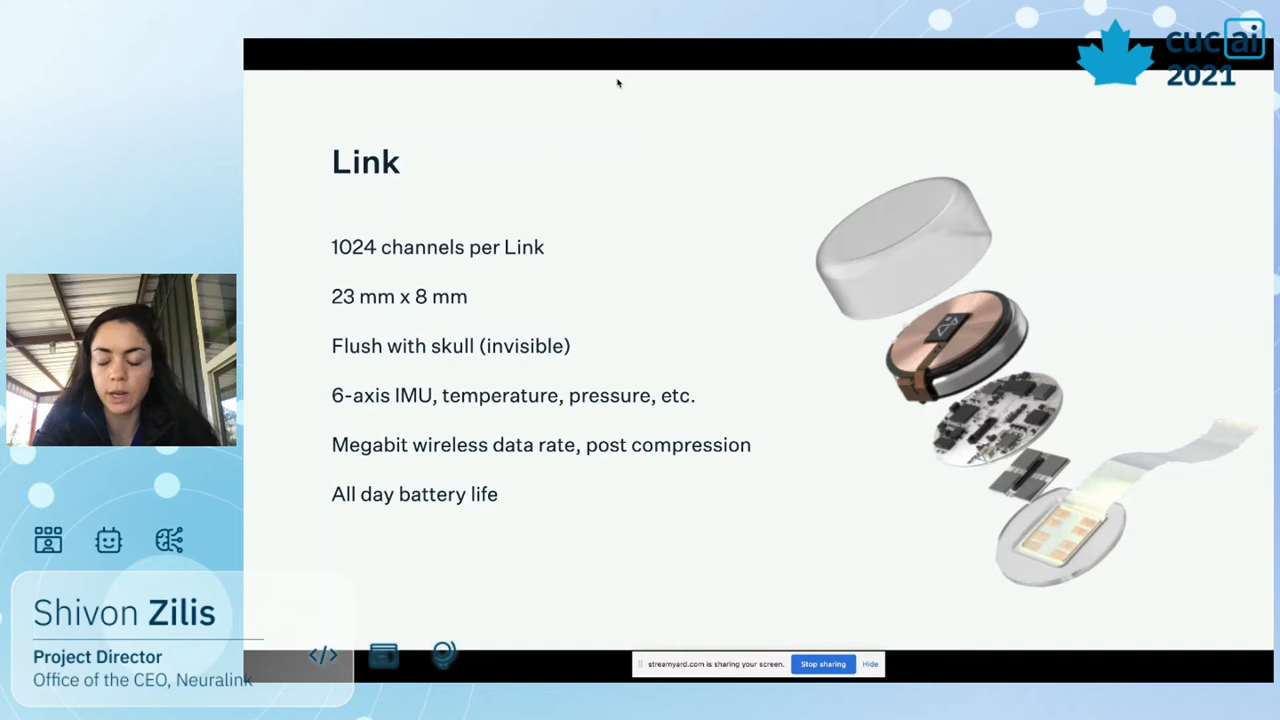 cuc ai
2021
Link
1024 channels per Link
23 mm x 8 mm
Flush with skull (invisible)
6-axis IMU, temperature, pressure, etc.
Megabit wireless data rate, post compression
All day battery life
Shivon Zilis
Project Director
Office of the CEO, Neuralink
</>
streamyard.com is sharing your screen. Stop sharing Hide